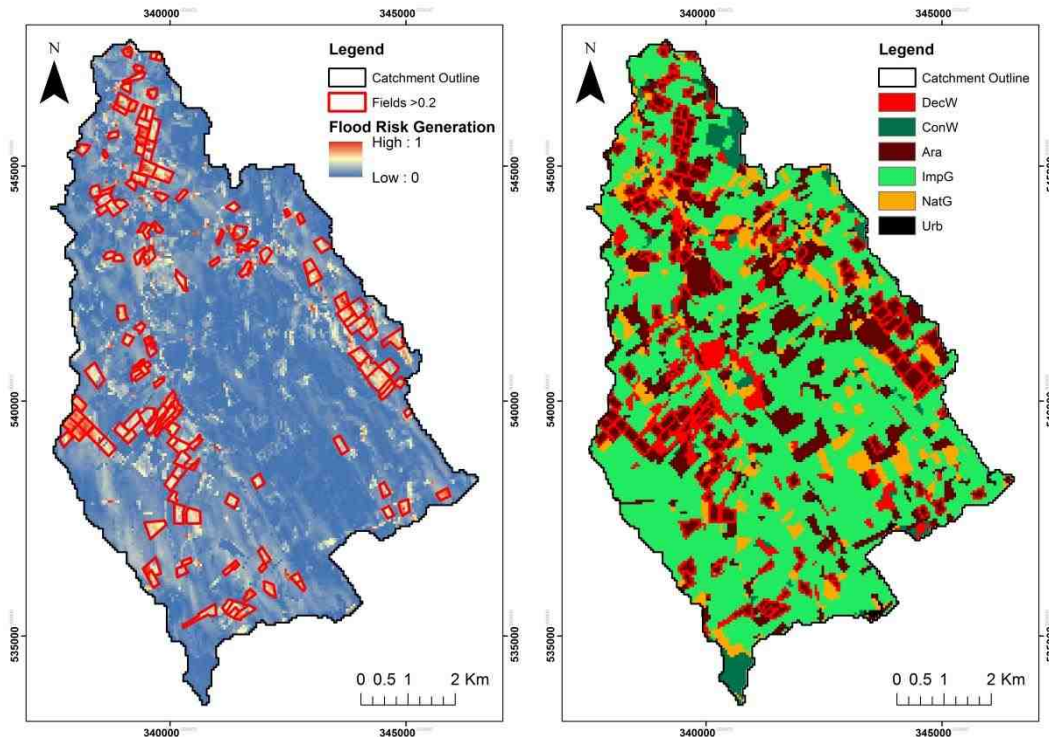 340000
345000
N
Legend
Catchment Outline
Fields >0.2
Flood Risk Generation
High : 1
Low : 0
545000
540000
535000
0 0.5 1 2 Km
340000
345000
340000
345000
N
Legend
Catchment Outline
DecW
ConW
Ara
ImpG
NatG
Urb
545000
540000
535000
0 0.5 1 2 Km
340000
345000